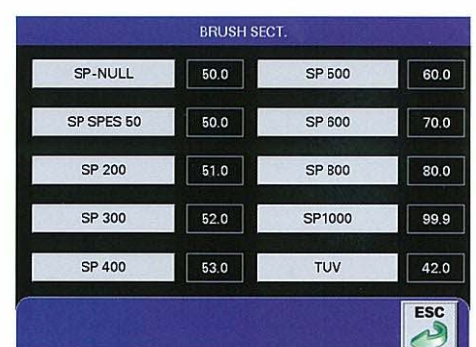 BRUSH SECT.
SP-NULL 50.0 SP 500 60.0
SP SPES 50 50.0 SP 600 70.0
SP 200 51.0 SP 800 80.0
SP 300 52.0 SP1000 99.9
SP 400 53.0 TUV 42.0
ESC